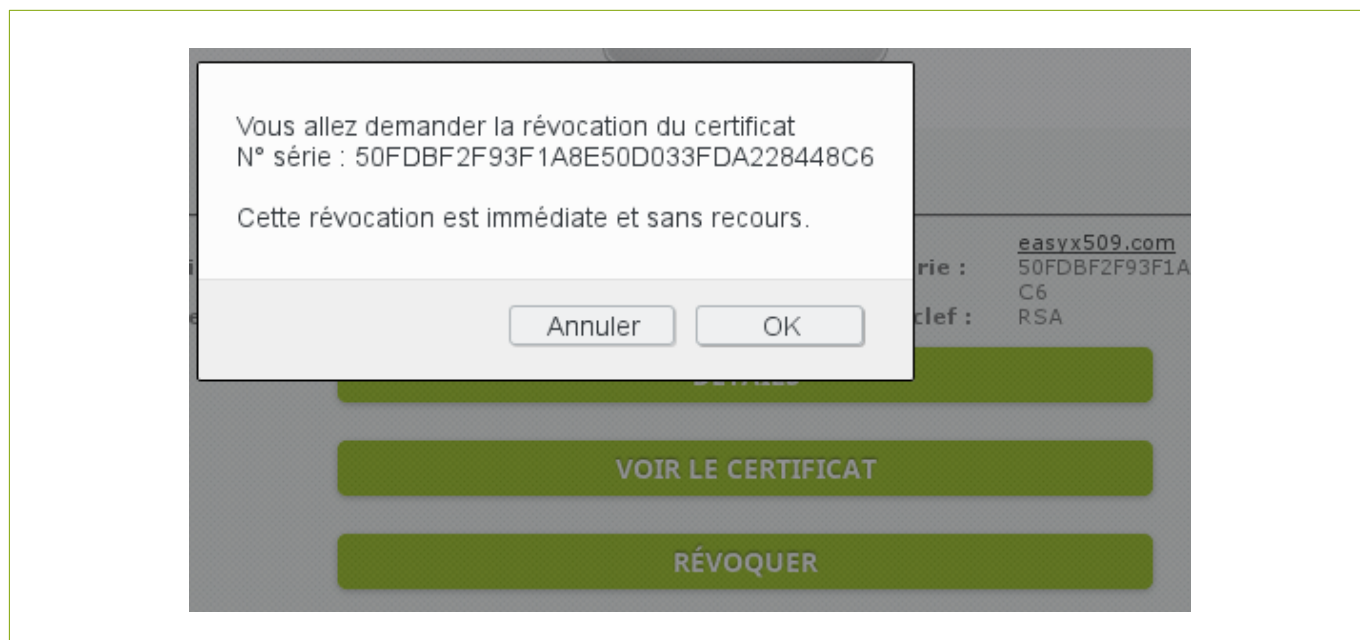 Vous allez demander la révocation du certificat
N° série : 50FDBF2F93F1A8E50D033FDA228448C6
Cette révocation est immédiate et sans recours.
Annuler
OK
rie :
easyx509.com
50FDBF2F93F1A
C6
clef :
RSA
VOIR LE CERTIFICAT
RÉVOQUER